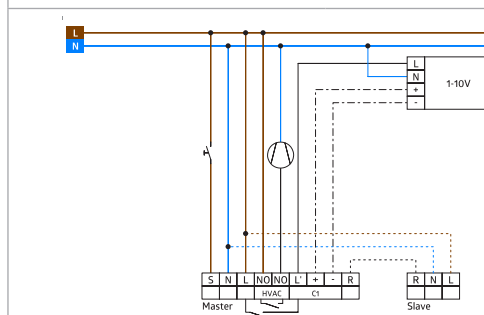 L
N
L
N
+
-
1-10V
S N L NO NO L' + - R
R N L
HVAC C1
Master
Slave